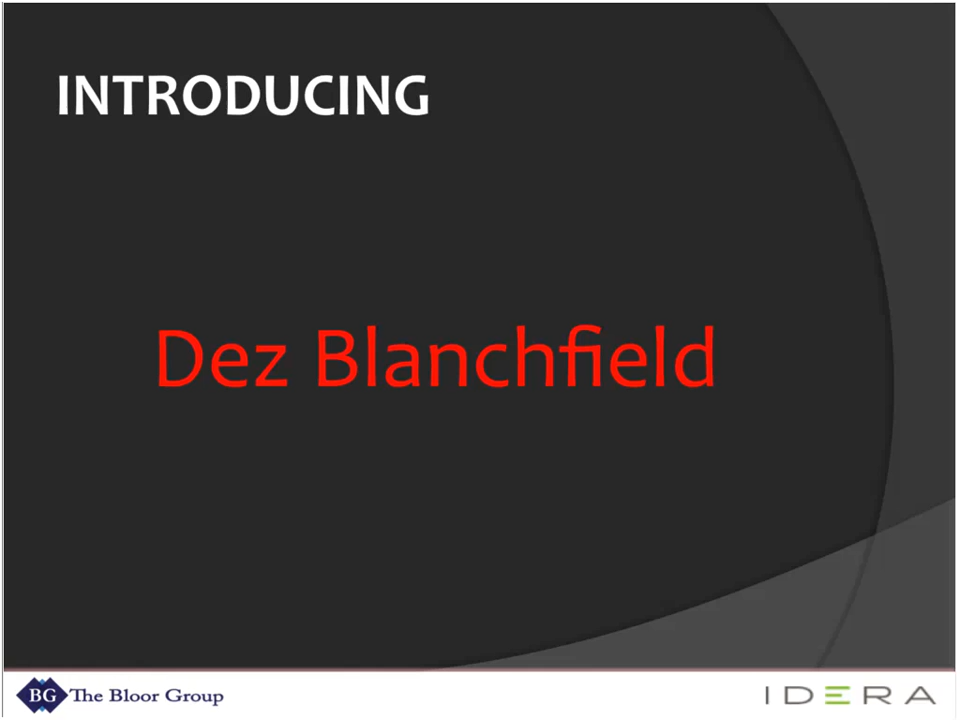 INTRODUCING
Dez Blanchfield
BG The Bloor Group
IDERA